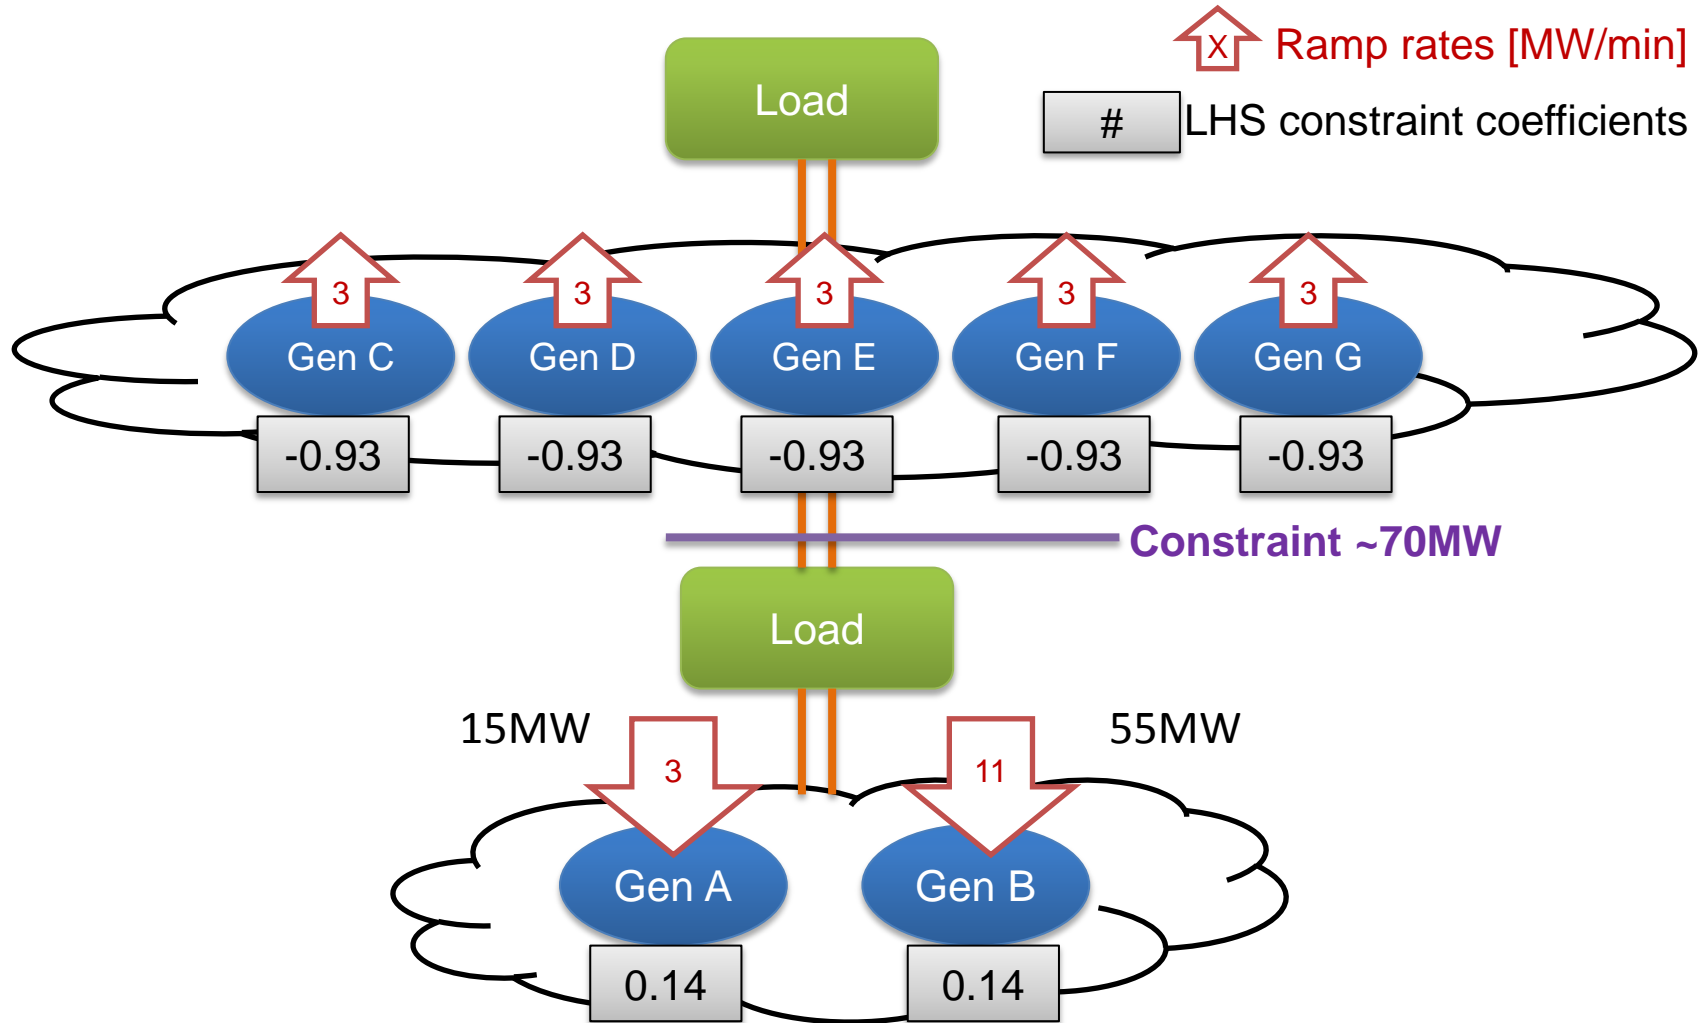 X Ramp rates [MW/min]
Load
# LHS constraint coefficients
3 3 3 3 3
Gen C Gen D Gen E Gen F Gen G
-0.93 -0.93 -0.93 -0.93 -0.93
Constraint ~70MW
Load
15MW 55MW
3 11
Gen A Gen B
0.14 0.14